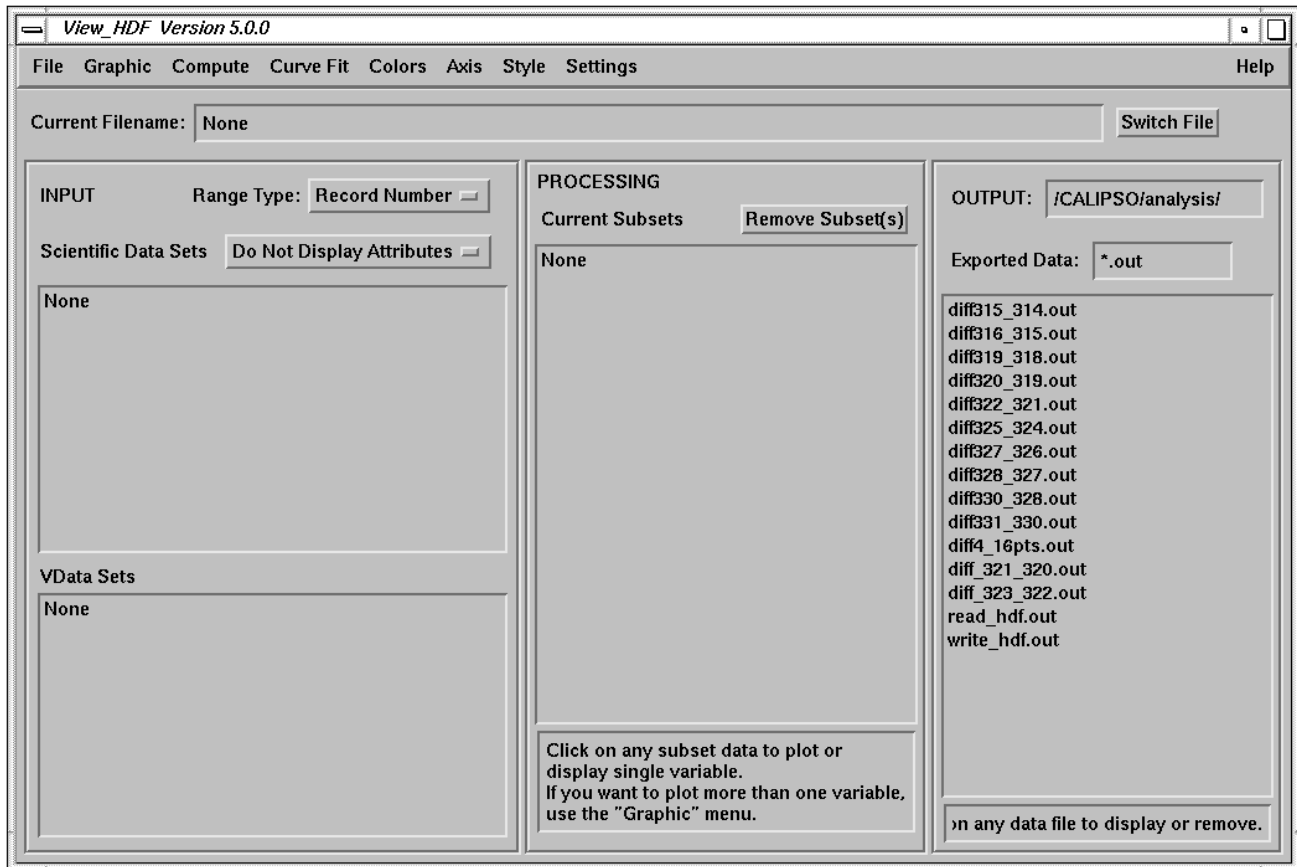 View_HDF Version 5.0.0
File Graphic Compute Curve Fit Colors Axis Style Settings Help
Current Filename: None Switch File
INPUT Range Type: Record Number
Scientific Data Sets Do Not Display Attributes
None
VData Sets
None
PROCESSING
Current Subsets Remove Subset(s)
None
Click on any subset data to plot or
display single variable.
If you want to plot more than one variable,
use the "Graphic" menu.
OUTPUT: /CALIPSO/analysis/
Exported Data: *.out
diff315_314.out
diff316_315.out
diff319_318.out
diff320_319.out
diff322_321.out
diff325_324.out
diff327_326.out
diff328_327.out
diff330_328.out
diff331_330.out
diff4_16pts.out
diff_321_320.out
diff_323_322.out
read_hdf.out
write_hdf.out
on any data file to display or remove.